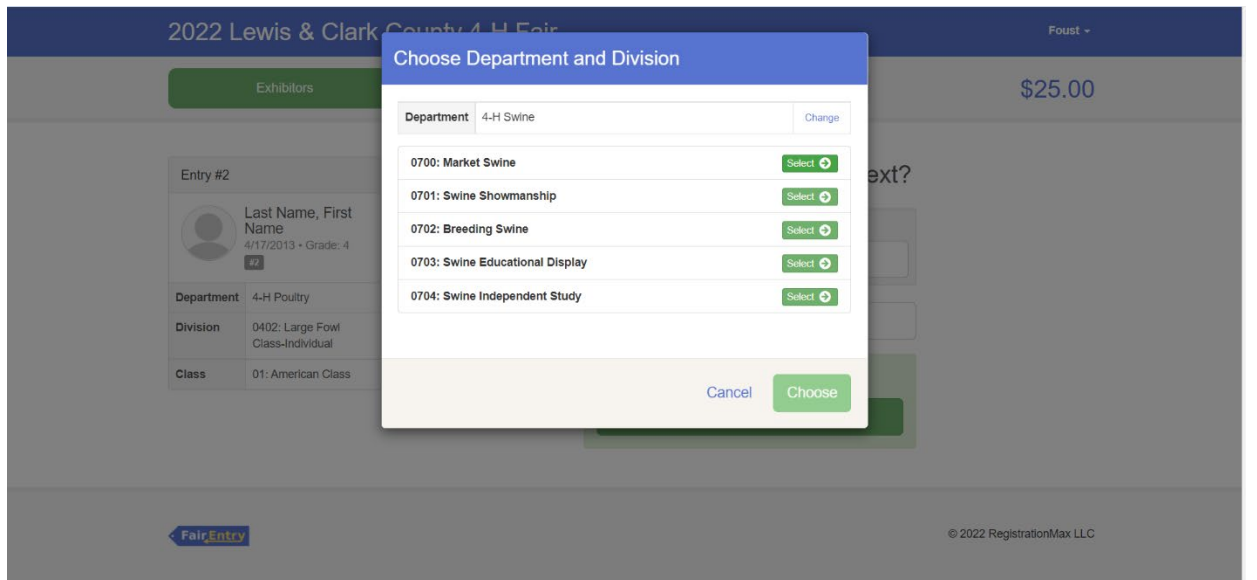 2022 Lewis & Clark County 4-H Fair
Foust
Exhibitors
$25.00
Choose Department and Division
Department 4-H Swine Change
0700: Market Swine Select
0701: Swine Showmanship Select
0702: Breeding Swine Select
0703: Swine Educational Display Select
0704: Swine Independent Study Select
Cancel Choose
Entry #2
Last Name, First
Name
4/17/2013 • Grade: 4
#2
Department 4-H Poultry
Division 0402: Large Fowl
Class-Individual
Class 01: American Class
ext?
FairEntry
© 2022 RegistrationMax LLC